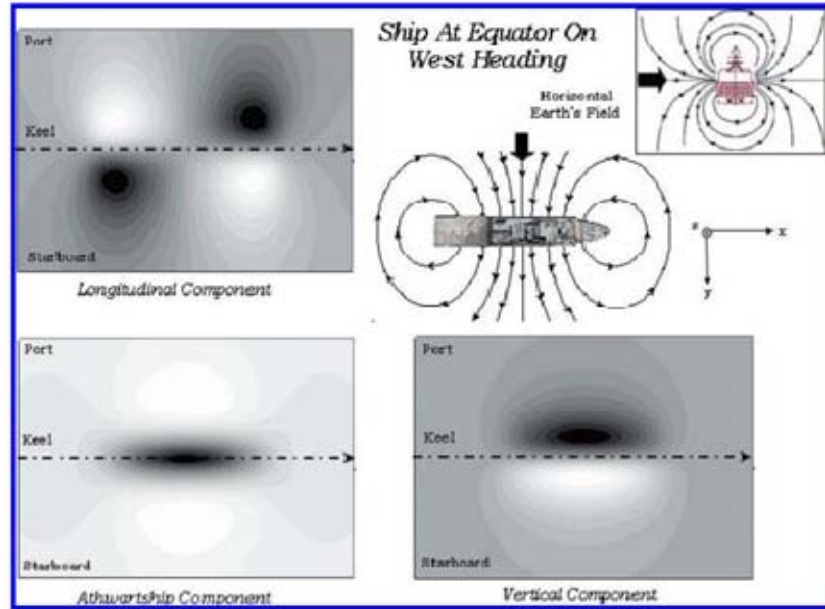 Port
Keel
Starboard
Longitudinal Component
Ship At Equator On
West Heading
Horizontal
Earth's Field
z
x
y
Port
Keel
Starboard
Athwartship Component
Port
Keel
Starboard
Vertical Component